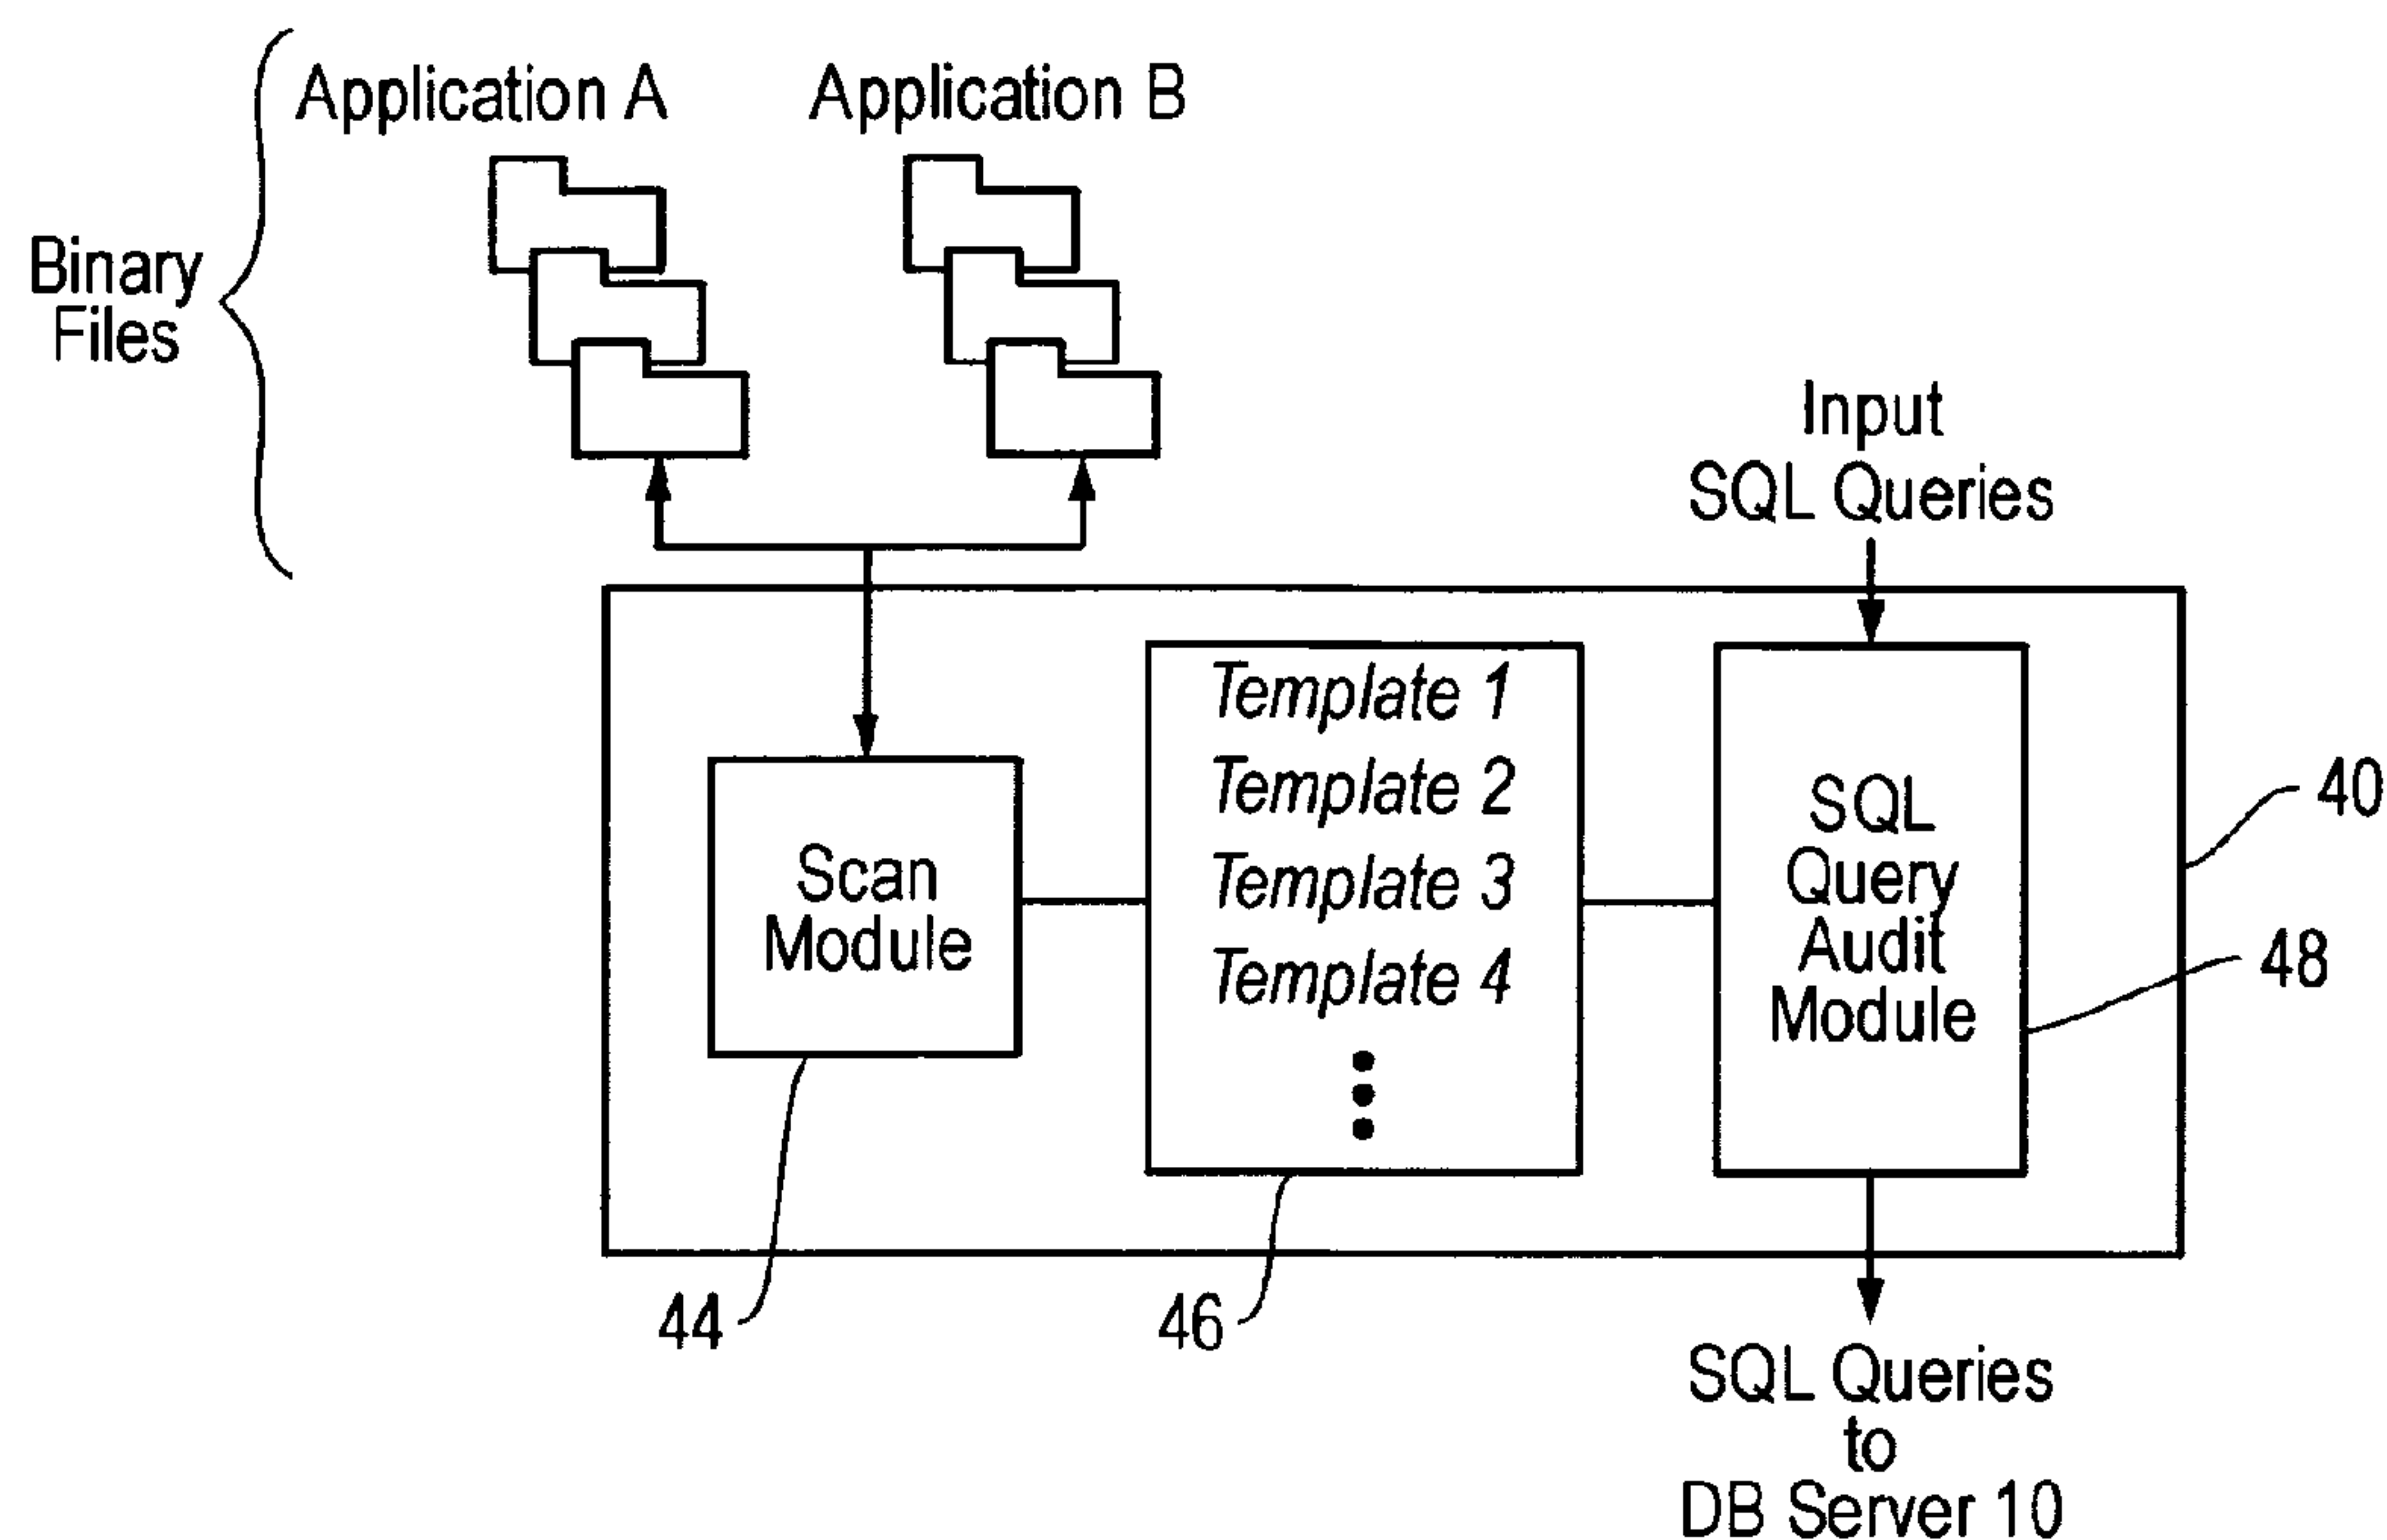 Application A
Application B
Binary
Files
Input
SQL Queries
Scan
Module
Template 1
Template 2
Template 3
Template 4
SQL
Query
Audit
Module
40
48
44
46
SQL Queries
to
DB Server 10